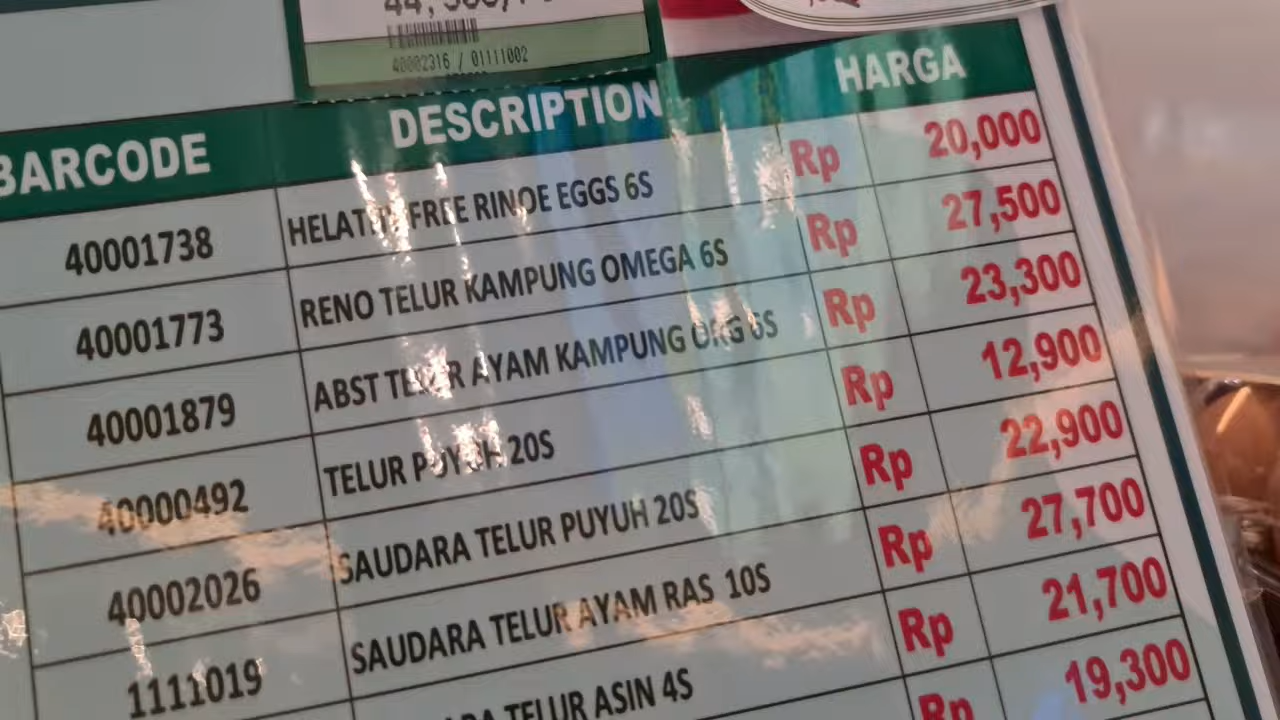 40002316 / 01111002
BARCODE DESCRIPTION HARGA
40001738 FREE RINOE EGGS 6S Rp 20,000
40001773 RENO TELUR KAMPUNG OMEGA 6S Rp 27,500
40001879 ABST TELUR AYAM KAMPUNG ORG 6S Rp 23,300
40000492 TELUR PUYUH 20S Rp 12,900
40002026 SAUDARA TELUR PUYUH 20S Rp 22,900
1111019 SAUDARA TELUR AYAM RAS 10S Rp 27,700
TELUR ASIN 4S Rp 21,700
Rp 19,300